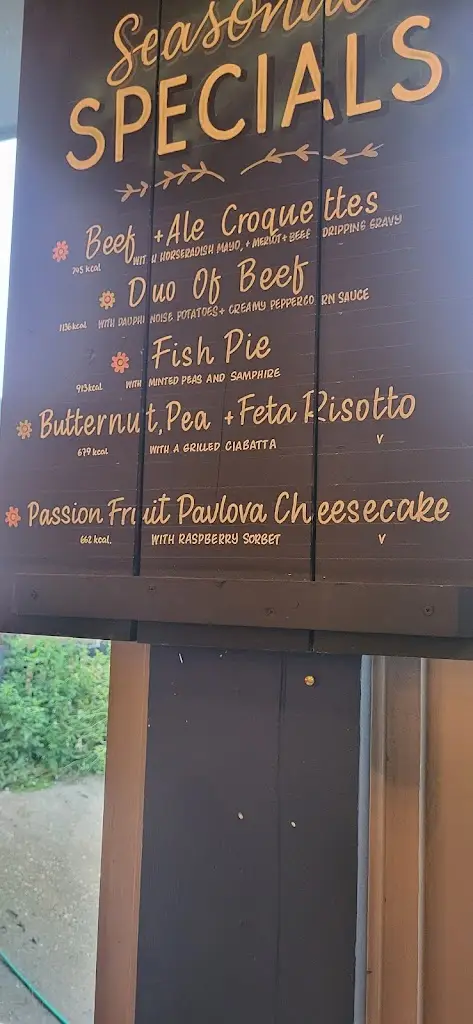 Seasonal
SPECIALS
Beef + Ale Croquettes
745 kcal WITH HORSERADISH MAYO, + MERLOT + BEEF DRIPPING GRAVY
Duo Of Beef
1136 kcal WITH DAUPHINOISE POTATOES + CREAMY PEPPERCORN SAUCE
Fish Pie
913 kcal WITH MINTED PEAS AND SAMPHIRE
Butternut, Pea + Feta Risotto
679 kcal WITH A GRILLED CIABATTA V
Passion Fruit Pavlova Cheesecake
662 kcal. WITH RASPBERRY SORBET V